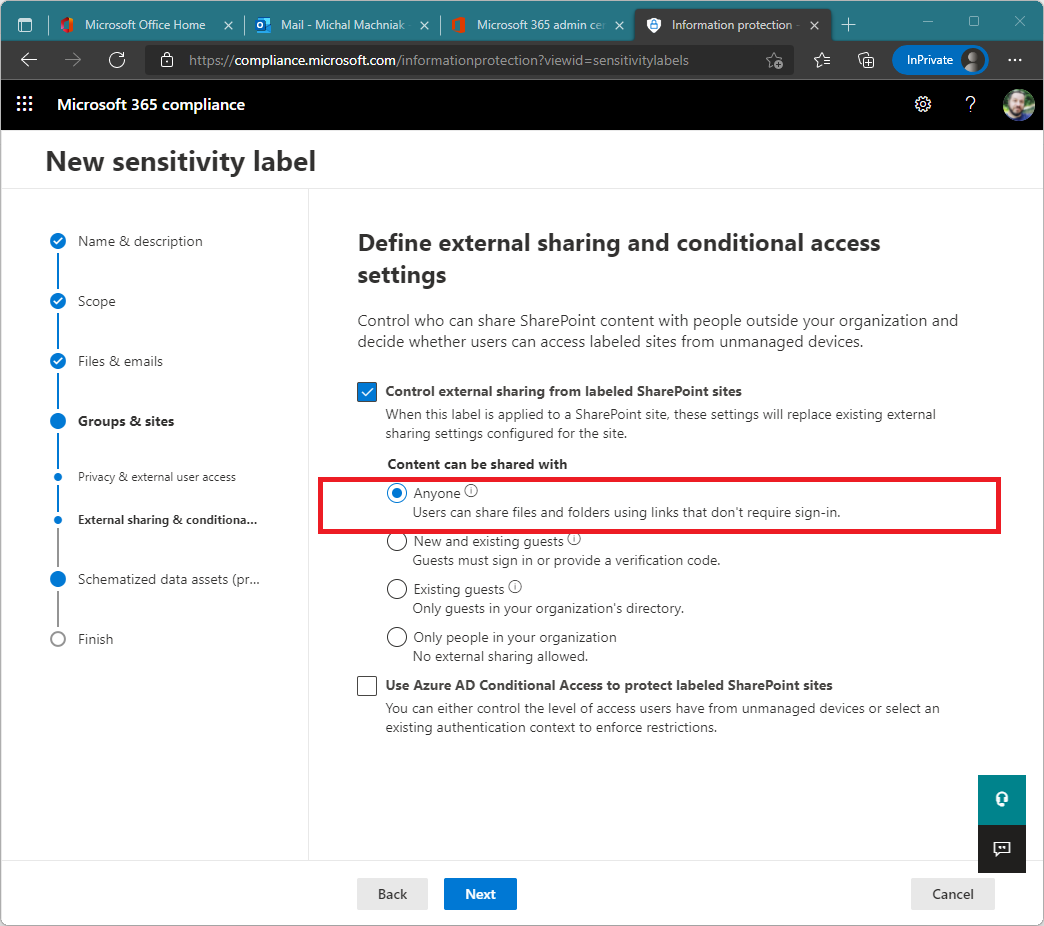 Microsoft Office Home
Mail - Michal Machniak
Microsoft 365 admin cen
Information protection -
https://compliance.microsoft.com/informationprotection?viewid=sensitivitylabels
InPrivate
Microsoft 365 compliance
?
New sensitivity label
Name & description
Scope
Files & emails
Groups & sites
Privacy & external user access
External sharing & conditiona...
Schematized data assets (pr...
Finish
Define external sharing and conditional access
settings
Control who can share SharePoint content with people outside your organization and
decide whether users can access labeled sites from unmanaged devices.
Control external sharing from labeled SharePoint sites
When this label is applied to a SharePoint site, these settings will replace existing external
sharing settings configured for the site.
Content can be shared with
Anyone
Users can share files and folders using links that don't require sign-in.
New and existing guests
Guests must sign in or provide a verification code.
Existing guests
Only guests in your organization's directory.
Only people in your organization
No external sharing allowed.
Use Azure AD Conditional Access to protect labeled SharePoint sites
You can either control the level of access users have from unmanaged devices or select an
existing authentication context to enforce restrictions.
Back
Next
Cancel